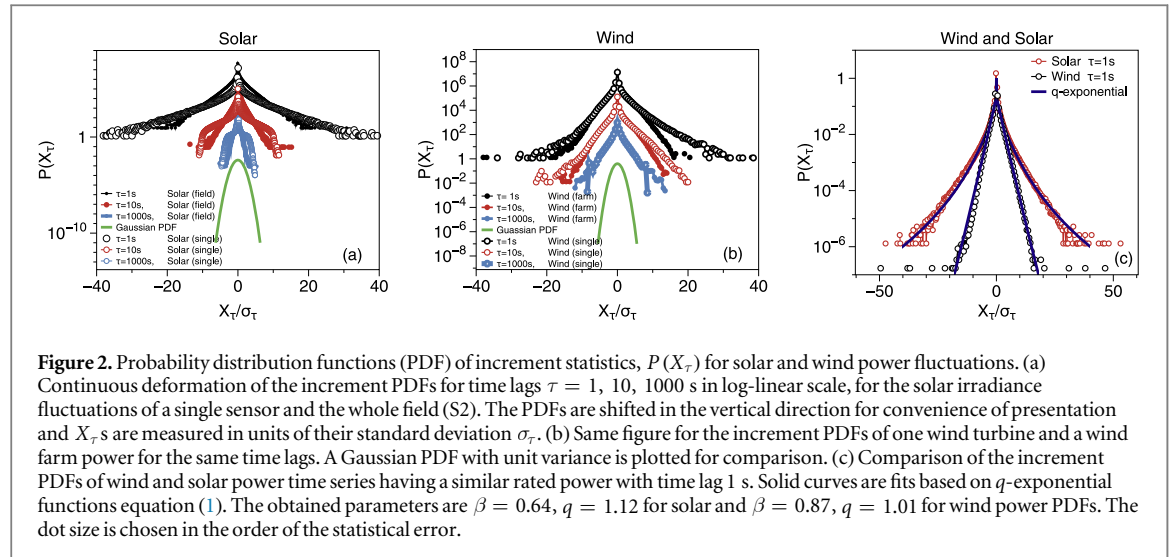 Solar
P(X_τ)
1
10^−10
τ=1s Solar (field)
τ=10s, Solar (field)
τ=1000s, Solar (field)
Gaussian PDF
τ=1s Solar (single)
τ=10s Solar (single)
τ=1000s, Solar (single)
(a)
−40 −20 0 20 40
X_τ/σ_τ
Wind
P(X_τ)
10^8
10^6
10^4
10^2
1
10^−2
10^−4
10^−6
10^−8
τ= 1s Wind (farm)
τ=10s, Wind (farm)
τ=1000s, Wind (farm)
Gaussian PDF
τ=1s Wind (single)
τ=10s, Wind (single)
τ=1000s, Wind (single)
(b)
−40 −20 0 20 40
X_τ/σ_τ
Wind and Solar
P(X_τ)
1
10^−2
10^−4
10^−6
Solar τ=1s
Wind τ=1s
q-exponential
(c)
−50 0 50
X_τ/σ_τ
Figure 2. Probability distribution functions (PDF) of increment statistics, P(X_τ) for solar and wind power fluctuations. (a)
Continuous deformation of the increment PDFs for time lags τ = 1, 10, 1000 s in log-linear scale, for the solar irradiance
fluctuations of a single sensor and the whole field (S2). The PDFs are shifted in the vertical direction for convenience of presentation
and X_τ s are measured in units of their standard deviation σ_τ. (b) Same figure for the increment PDFs of one wind turbine and a wind
farm power for the same time lags. A Gaussian PDF with unit variance is plotted for comparison. (c) Comparison of the increment
PDFs of wind and solar power time series having a similar rated power with time lag 1 s. Solid curves are fits based on q-exponential
functions equation (1). The obtained parameters are β = 0.64, q = 1.12 for solar and β = 0.87, q = 1.01 for wind power PDFs. The
dot size is chosen in the order of the statistical error.